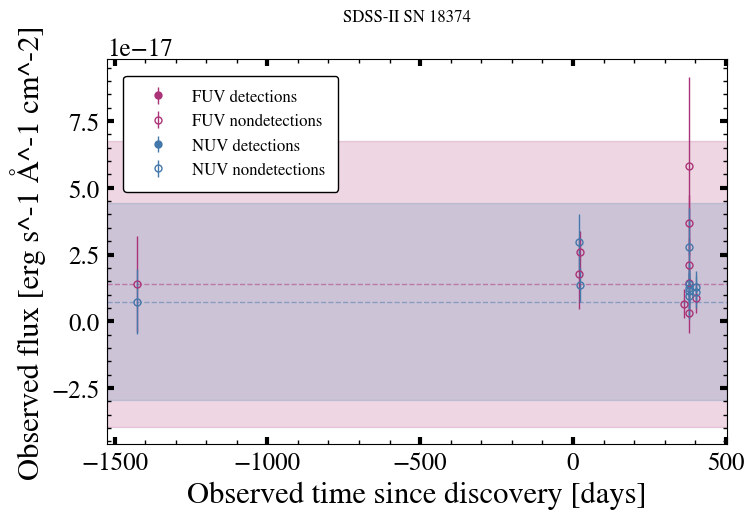 SDSS-II SN 18374
1e−17
FUV detections
FUV nondetections
NUV detections
NUV nondetections
7.5
5.0
2.5
0.0
−2.5
Observed flux [erg s^-1 Å^-1 cm^-2]
−1500 −1000 −500 0 500
Observed time since discovery [days]